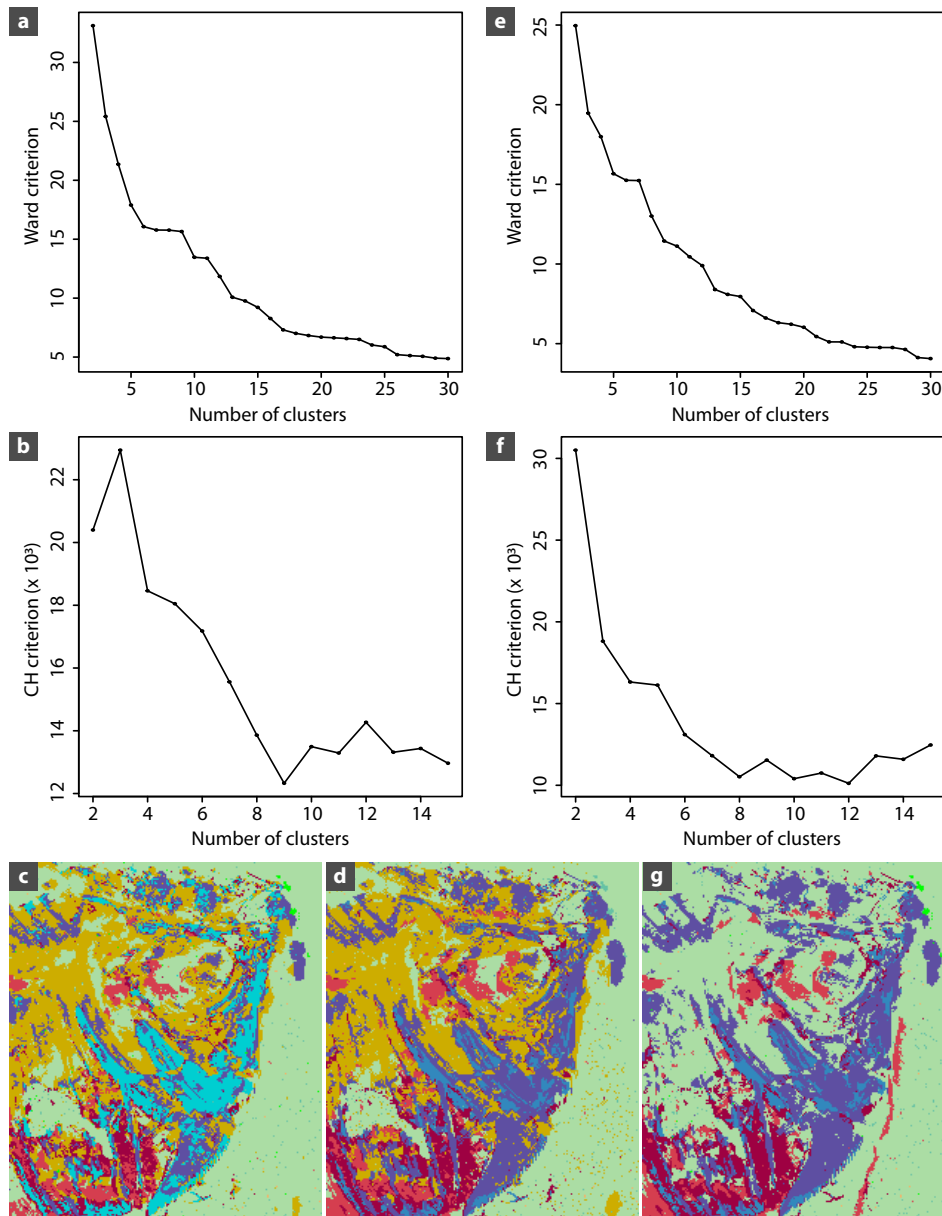 a
Ward criterion
30
25
20
15
10
5
5 10 15 20 25 30
Number of clusters
e
Ward criterion
25
20
15
10
5
5 10 15 20 25 30
Number of clusters
b
CH criterion (x 10³)
22
20
18
16
14
12
2 4 6 8 10 12 14
Number of clusters
f
CH criterion (x 10³)
30
25
20
15
10
2 4 6 8 10 12 14
Number of clusters
c
d
g